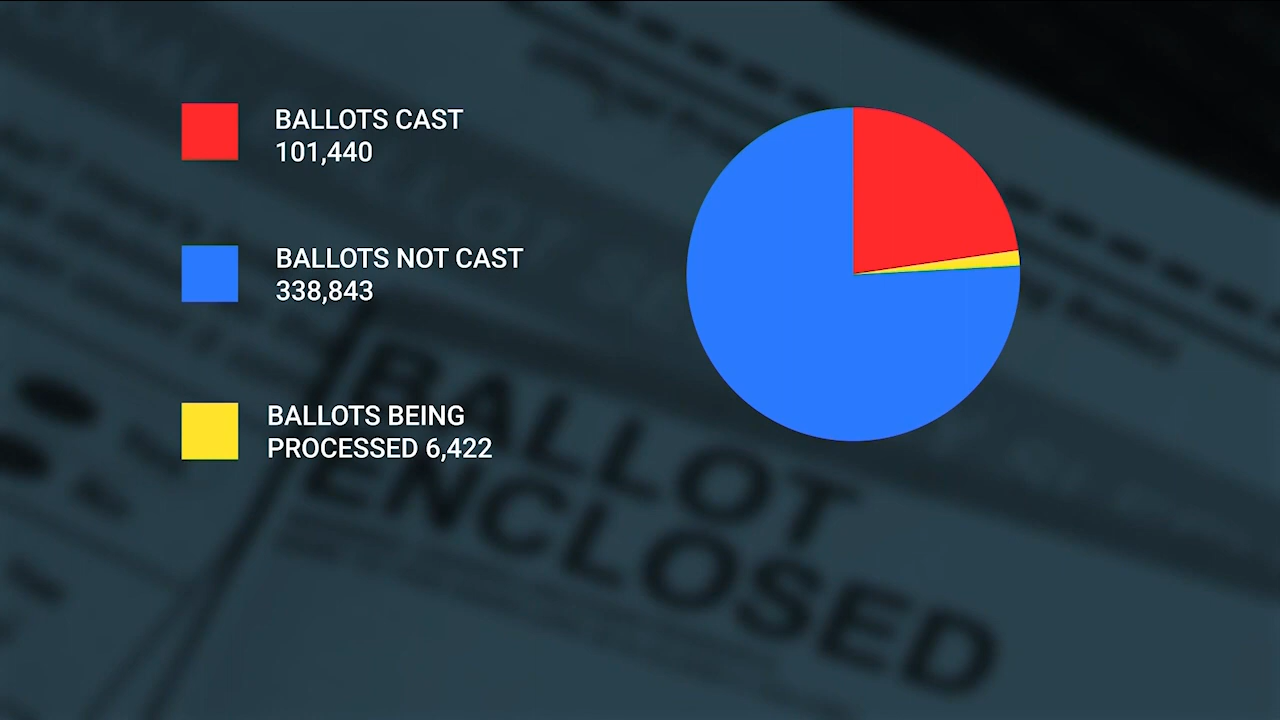 BALLOTS CAST
101,440
BALLOTS NOT CAST
338,843
BALLOTS BEING
PROCESSED 6,422
BALLOT
ENCLOSED